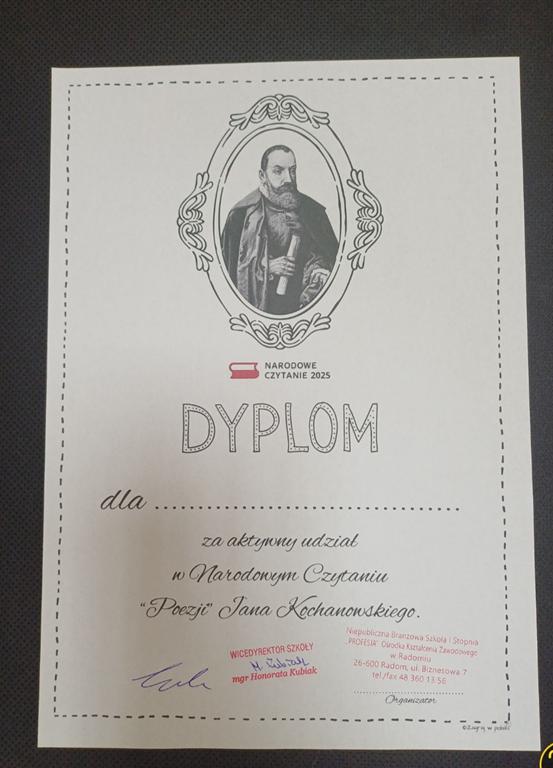 NARODOWE
CZYTANIE 2025
DYPLOM
dla ............................................
za aktywny udział
w Narodowym Czytaniu
"Poezji" Jana Kochanowskiego.
WICEDYREKTOR SZKOŁY
mgr Honorata Kubiak
Niepubliczna Branżowa Szkoła I Stopnia
„PROFESJA" Ośrodka Kształcenia Zawodowego
w Radomiu
26-600 Radom, ul. Biznesowa 7
tel./fax 48 360 13 56
Organizator